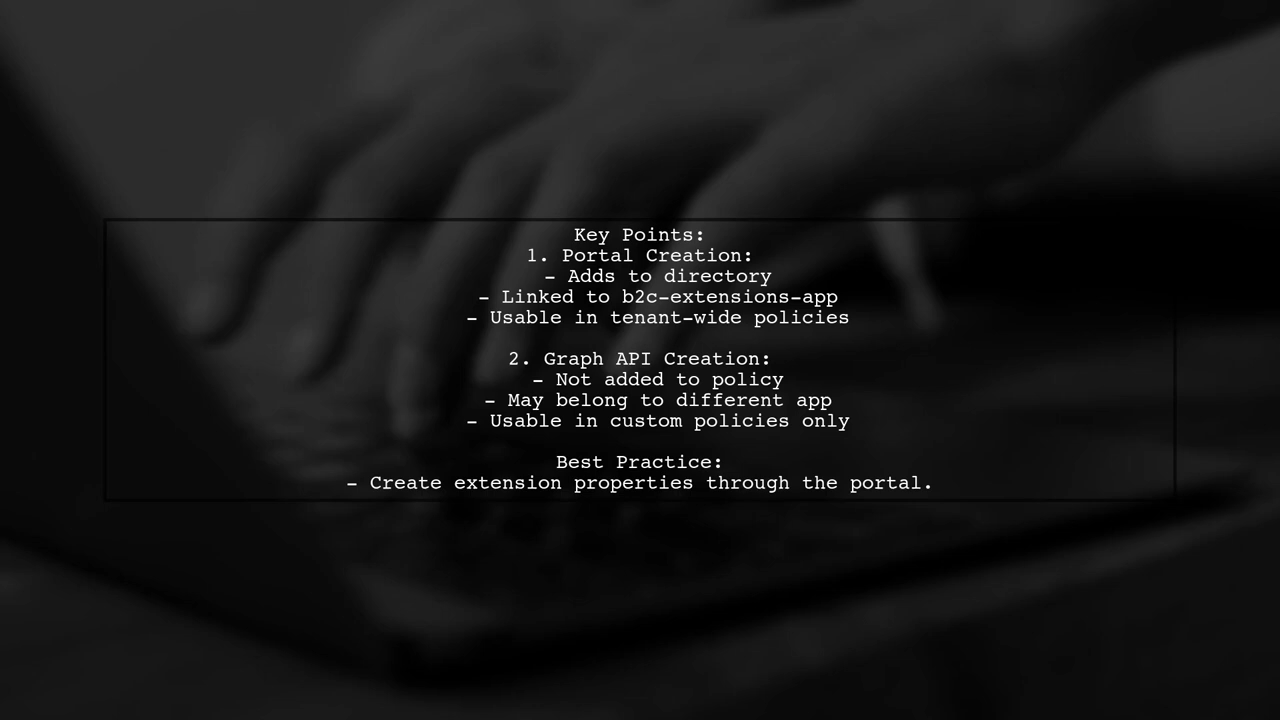 Key Points:
1. Portal Creation:
- Adds to directory
- Linked to b2c-extensions-app
- Usable in tenant-wide policies
2. Graph API Creation:
- Not added to policy
- May belong to different app
- Usable in custom policies only
Best Practice:
- Create extension properties through the portal.